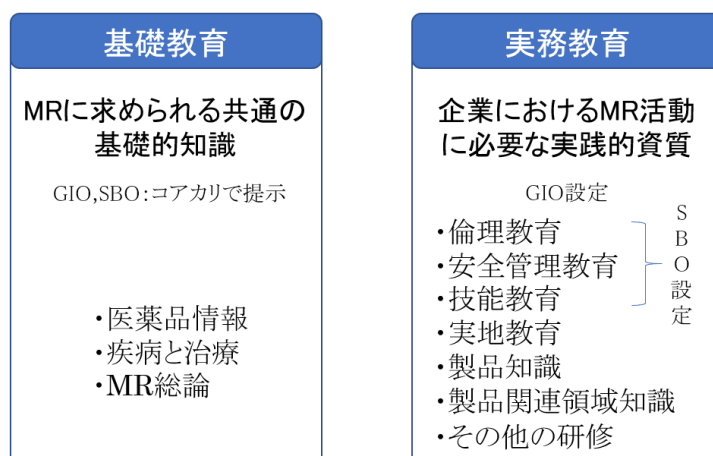 基礎教育
MRに求められる共通の
基礎的知識
GIO,SBO:コアカリで提示
・医薬品情報
・疾病と治療
・MR総論
実務教育
企業におけるMR活動
に必要な実践的資質
GIO設定
・倫理教育
・安全管理教育
・技能教育
・実地教育
・製品知識
・製品関連領域知識
・その他の研修
SBO設定